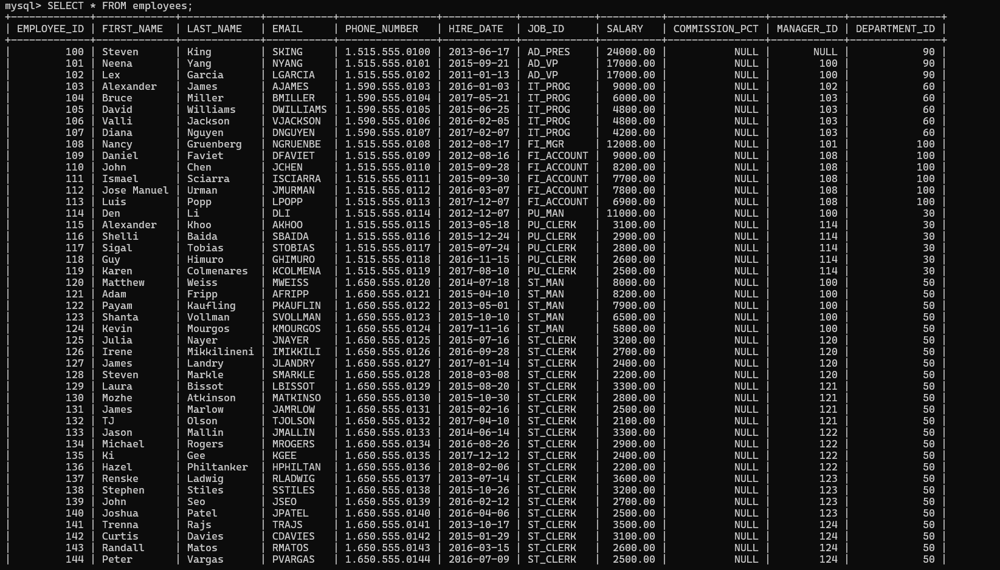 mysql> SELECT * FROM employees;
+-------------+-------------+-------------+-----------+----------------+------------+------------+----------+----------------+------------+---------------+
| EMPLOYEE_ID | FIRST_NAME  | LAST_NAME   | EMAIL     | PHONE_NUMBER   | HIRE_DATE  | JOB_ID     | SALARY   | COMMISSION_PCT | MANAGER_ID | DEPARTMENT_ID |
+-------------+-------------+-------------+-----------+----------------+------------+------------+----------+----------------+------------+---------------+
|         100 | Steven      | King        | SKING     | 1.515.555.0100 | 2013-06-17 | AD_PRES    | 24000.00 |           NULL |       NULL |            90 |
|         101 | Neena       | Yang        | NYANG     | 1.515.555.0101 | 2015-09-21 | AD_VP      | 17000.00 |           NULL |        100 |            90 |
|         102 | Lex         | Garcia      | LGARCIA   | 1.515.555.0102 | 2011-01-13 | AD_VP      | 17000.00 |           NULL |        100 |            90 |
|         103 | Alexander   | James       | AJAMES    | 1.590.555.0103 | 2016-01-03 | IT_PROG    |  9000.00 |           NULL |        102 |            60 |
|         104 | Bruce       | Miller      | BMILLER   | 1.590.555.0104 | 2017-05-21 | IT_PROG    |  6000.00 |           NULL |        103 |            60 |
|         105 | David       | Williams    | DWILLIAMS | 1.590.555.0105 | 2015-06-25 | IT_PROG    |  4800.00 |           NULL |        103 |            60 |
|         106 | Valli       | Jackson     | VJACKSON  | 1.590.555.0106 | 2016-02-05 | IT_PROG    |  4800.00 |           NULL |        103 |            60 |
|         107 | Diana       | Nguyen      | DNGUYEN   | 1.590.555.0107 | 2017-02-07 | IT_PROG    |  4200.00 |           NULL |        103 |            60 |
|         108 | Nancy       | Gruenberg   | NGRUENBE  | 1.515.555.0108 | 2012-08-17 | FI_MGR     | 12008.00 |           NULL |        101 |           100 |
|         109 | Daniel      | Faviet      | DFAVIET   | 1.515.555.0109 | 2012-08-16 | FI_ACCOUNT |  9000.00 |           NULL |        108 |           100 |
|         110 | John        | Chen        | JCHEN     | 1.515.555.0110 | 2015-09-28 | FI_ACCOUNT |  8200.00 |           NULL |        108 |           100 |
|         111 | Ismael      | Sciarra     | ISCIARRA  | 1.515.555.0111 | 2015-09-30 | FI_ACCOUNT |  7700.00 |           NULL |        108 |           100 |
|         112 | Jose Manuel | Urman       | JMURMAN   | 1.515.555.0112 | 2016-03-07 | FI_ACCOUNT |  7800.00 |           NULL |        108 |           100 |
|         113 | Luis        | Popp        | LPOPP     | 1.515.555.0113 | 2017-12-07 | FI_ACCOUNT |  6900.00 |           NULL |        108 |           100 |
|         114 | Den         | Li          | DLI       | 1.515.555.0114 | 2012-12-07 | PU_MAN     | 11000.00 |           NULL |        100 |            30 |
|         115 | Alexander   | Khoo        | AKHOO     | 1.515.555.0115 | 2013-05-18 | PU_CLERK   |  3100.00 |           NULL |        114 |            30 |
|         116 | Shelli      | Baida       | SBAIDA    | 1.515.555.0116 | 2015-12-24 | PU_CLERK   |  2900.00 |           NULL |        114 |            30 |
|         117 | Sigal       | Tobias      | STOBIAS   | 1.515.555.0117 | 2015-07-24 | PU_CLERK   |  2800.00 |           NULL |        114 |            30 |
|         118 | Guy         | Himuro      | GHIMURO   | 1.515.555.0118 | 2016-11-15 | PU_CLERK   |  2600.00 |           NULL |        114 |            30 |
|         119 | Karen       | Colmenares  | KCOLMENA  | 1.515.555.0119 | 2017-08-10 | PU_CLERK   |  2500.00 |           NULL |        114 |            30 |
|         120 | Matthew     | Weiss       | MWEISS    | 1.650.555.0120 | 2014-07-18 | ST_MAN     |  8000.00 |           NULL |        100 |            50 |
|         121 | Adam        | Fripp       | AFRIPP    | 1.650.555.0121 | 2015-04-10 | ST_MAN     |  8200.00 |           NULL |        100 |            50 |
|         122 | Payam       | Kaufling    | PKAUFLIN  | 1.650.555.0122 | 2013-05-01 | ST_MAN     |  7900.00 |           NULL |        100 |            50 |
|         123 | Shanta      | Vollman     | SVOLLMAN  | 1.650.555.0123 | 2015-10-10 | ST_MAN     |  6500.00 |           NULL |        100 |            50 |
|         124 | Kevin       | Mourgos     | KMOURGOS  | 1.650.555.0124 | 2017-11-16 | ST_MAN     |  5800.00 |           NULL |        100 |            50 |
|         125 | Julia       | Nayer       | JNAYER    | 1.650.555.0125 | 2015-07-16 | ST_CLERK   |  3200.00 |           NULL |        120 |            50 |
|         126 | Irene       | Mikkilineni | IMIKKILI  | 1.650.555.0126 | 2016-09-28 | ST_CLERK   |  2700.00 |           NULL |        120 |            50 |
|         127 | James       | Landry      | JLANDRY   | 1.650.555.0127 | 2017-01-14 | ST_CLERK   |  2400.00 |           NULL |        120 |            50 |
|         128 | Steven      | Markle      | SMARKLE   | 1.650.555.0128 | 2018-03-08 | ST_CLERK   |  2200.00 |           NULL |        120 |            50 |
|         129 | Laura       | Bissot      | LBISSOT   | 1.650.555.0129 | 2015-08-20 | ST_CLERK   |  3300.00 |           NULL |        121 |            50 |
|         130 | Mozhe       | Atkinson    | MATKINSO  | 1.650.555.0130 | 2015-10-30 | ST_CLERK   |  2800.00 |           NULL |        121 |            50 |
|         131 | James       | Marlow      | JAMRLOW   | 1.650.555.0131 | 2015-02-16 | ST_CLERK   |  2500.00 |           NULL |        121 |            50 |
|         132 | TJ          | Olson       | TJOLSON   | 1.650.555.0132 | 2017-04-10 | ST_CLERK   |  2100.00 |           NULL |        121 |            50 |
|         133 | Jason       | Mallin      | JMALLIN   | 1.650.555.0133 | 2014-06-14 | ST_CLERK   |  3300.00 |           NULL |        122 |            50 |
|         134 | Michael     | Rogers      | MROGERS   | 1.650.555.0134 | 2016-08-26 | ST_CLERK   |  2900.00 |           NULL |        122 |            50 |
|         135 | Ki          | Gee         | KGEE      | 1.650.555.0135 | 2017-12-12 | ST_CLERK   |  2400.00 |           NULL |        122 |            50 |
|         136 | Hazel       | Philtanker  | HPHILTAN  | 1.650.555.0136 | 2018-02-06 | ST_CLERK   |  2200.00 |           NULL |        122 |            50 |
|         137 | Renske      | Ladwig      | RLADWIG   | 1.650.555.0137 | 2013-07-14 | ST_CLERK   |  3600.00 |           NULL |        123 |            50 |
|         138 | Stephen     | Stiles      | SSTILES   | 1.650.555.0138 | 2015-10-26 | ST_CLERK   |  3200.00 |           NULL |        123 |            50 |
|         139 | John        | Seo         | JSEO      | 1.650.555.0139 | 2016-02-12 | ST_CLERK   |  2700.00 |           NULL |        123 |            50 |
|         140 | Joshua      | Patel       | JPATEL    | 1.650.555.0140 | 2016-04-06 | ST_CLERK   |  2500.00 |           NULL |        123 |            50 |
|         141 | Trenna      | Rajs        | TRAJS     | 1.650.555.0141 | 2013-10-17 | ST_CLERK   |  3500.00 |           NULL |        124 |            50 |
|         142 | Curtis      | Davies      | CDAVIES   | 1.650.555.0142 | 2015-01-29 | ST_CLERK   |  3100.00 |           NULL |        124 |            50 |
|         143 | Randall     | Matos       | RMATOS    | 1.650.555.0143 | 2016-03-15 | ST_CLERK   |  2600.00 |           NULL |        124 |            50 |
|         144 | Peter       | Vargas      | PVARGAS   | 1.650.555.0144 | 2016-07-09 | ST_CLERK   |  2500.00 |           NULL |        124 |            50 |